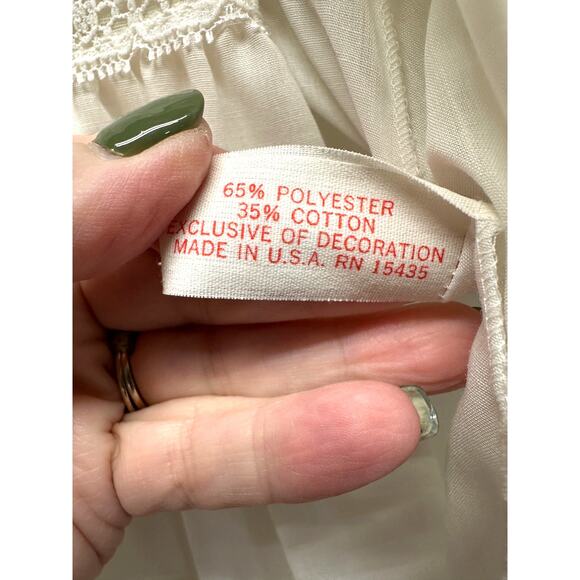 65% POLYESTER
35% COTTON
EXCLUSIVE OF DECORATION
MADE IN U.S.A. RN 15435